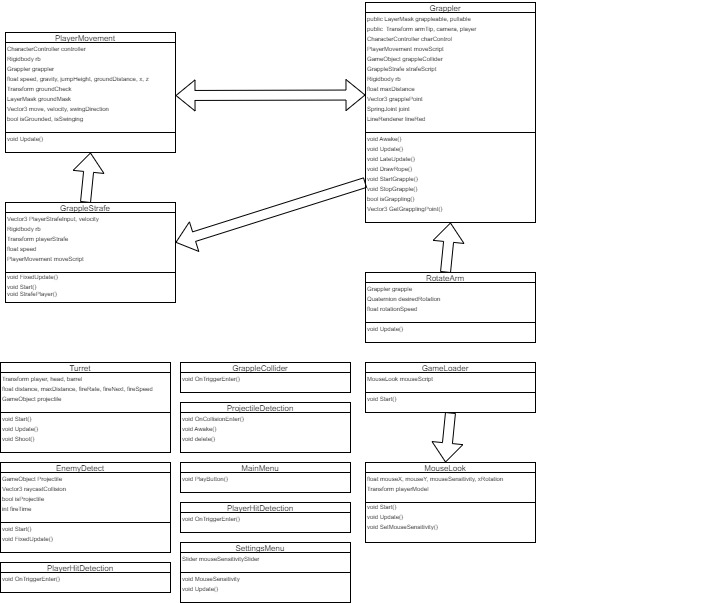 PlayerMovement
CharacterController controller
Rigidbody rb
Grappler grappler
float speed, gravity, jumpHeight, groundDistance, x, z
Transform groundCheck
LayerMask groundMask
Vector3 move, velocity, swingDirection
bool isGrounded, isSwinging
void Update()
Grappler
public LayerMask grappleable, pullable
public Transform armTip, camera, player
CharacterController charControl
PlayerMovement moveScript
GameObject grappleCollider
GrappleStrafe strafeScript
Rigidbody rb
float maxDistance
Vector3 grapplePoint
SpringJoint joint
LineRenderer lineRed
void Awake()
void Update()
void LateUpdate()
void DrawRope()
void StartGrapple()
void StopGrapple()
bool isGrappling()
Vector3 GetGrapplingPoint()
GrappleStrafe
Vector3 PlayerStrafeInput, velocity
Rigidbody rb
Transform playerStrafe
float speed
PlayerMovement moveScript
void FixedUpdate()
void Start()
void StrafePlayer()
RotateArm
Grappler grapple
Quaternion desiredRotation
float rotationSpeed
void Update()
Turret
Transform player, head, barrel
float distance, maxDistance, fireRate, fireNext, fireSpeed
GameObject projectile
void Start()
void Update()
void Shoot()
GrappleCollider
void OnTriggerEnter()
GameLoader
MouseLook mouseScript
void Start()
ProjectileDetection
void OnCollisionEnter()
void Awake()
void delete()
EnemyDetect
GameObject Projectile
Vector3 raycastCollision
bool isProjectile
int fireTime
void Start()
void FixedUpdate()
MainMenu
void PlayButton()
MouseLook
float mouseX, mouseY, mouseSensitivity, xRotation
Transform playerModel
void Start()
void Update()
void SetMouseSensitivity()
PlayerHitDetection
void OnTriggerEnter()
SettingsMenu
Slider mouseSensitivitySlider
void MouseSensitivity
void Update()
PlayerHitDetection
void OnTriggerEnter()